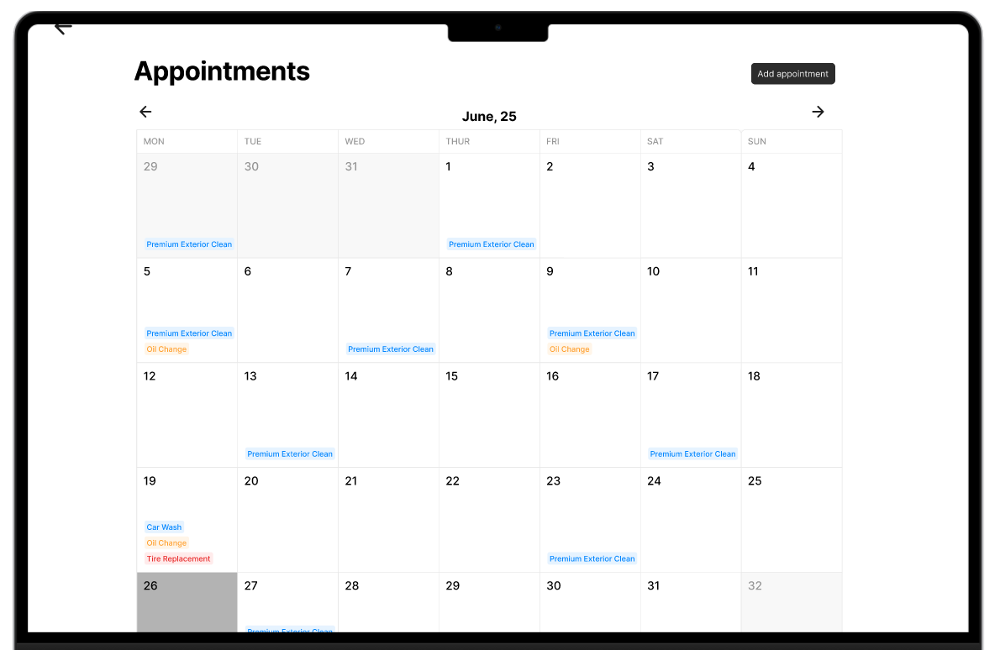 Appointments
Add appointment
June, 25
MON TUE WED THUR FRI SAT SUN
29 30 31 1 2 3 4
Premium Exterior Clean Premium Exterior Clean
5 6 7 8 9 10 11
Premium Exterior Clean Premium Exterior Clean
Oil Change Premium Exterior Clean Oil Change
12 13 14 15 16 17 18
Premium Exterior Clean Premium Exterior Clean
19 20 21 22 23 24 25
Car Wash
Oil Change
Tire Replacement Premium Exterior Clean
26 27 28 29 30 31 32
Premium Exterior Clean